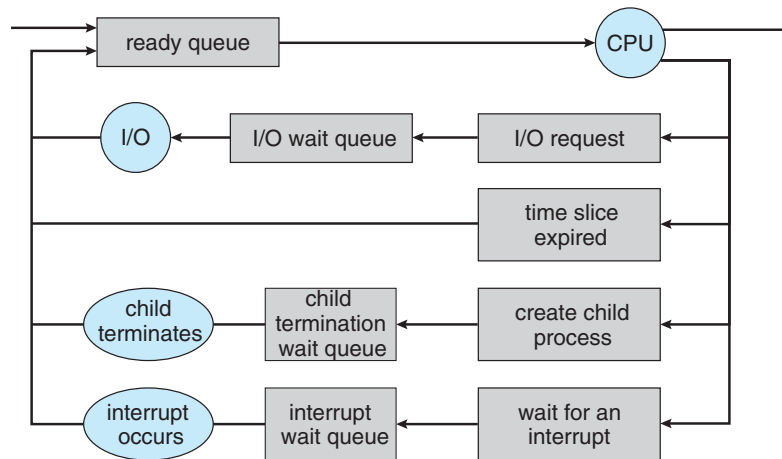 ready queue
CPU
I/O
I/O wait queue
I/O request
time slice
expired
child
terminates
child
termination
wait queue
create child
process
interrupt
occurs
interrupt
wait queue
wait for an
interrupt